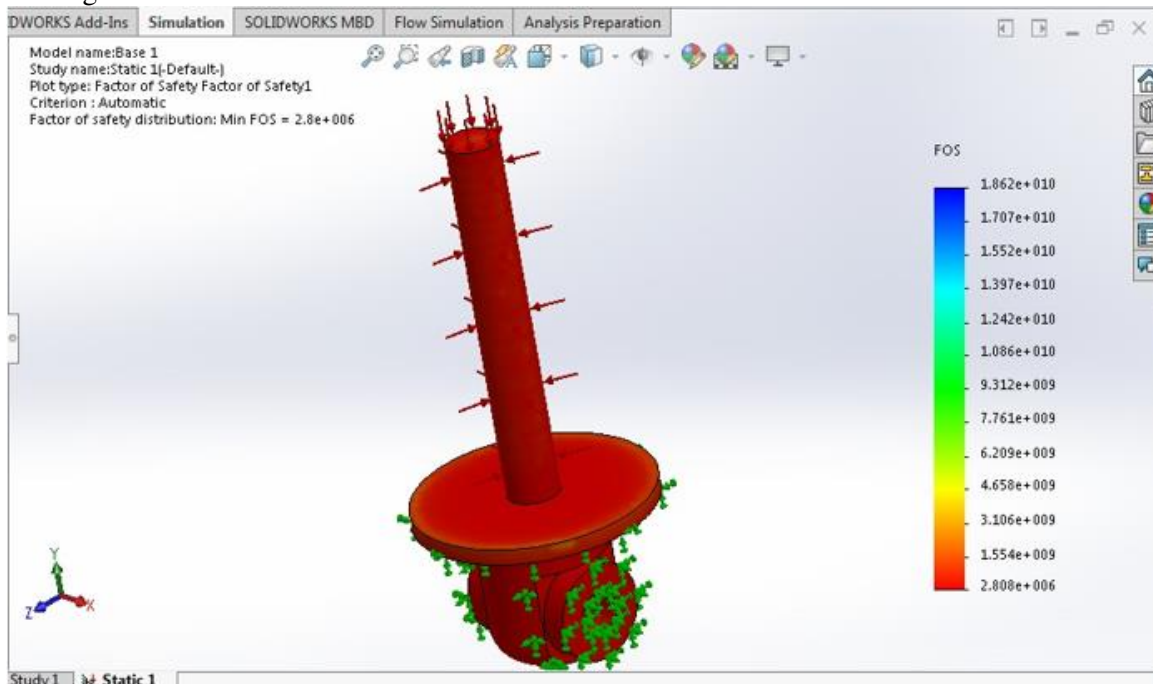 DWORKS Add-Ins Simulation SOLIDWORKS MBD Flow Simulation Analysis Preparation
Model name:Base 1
Study name:Static 1(-Default-)
Plot type: Factor of Safety Factor of Safety1
Criterion : Automatic
Factor of safety distribution: Min FOS = 2.8e+006
FOS
1.862e+010
1.707e+010
1.552e+010
1.397e+010
1.242e+010
1.086e+010
9.312e+009
7.761e+009
6.209e+009
4.658e+009
3.106e+009
1.554e+009
2.808e+006
Y
Z X
Study 1 Static 1